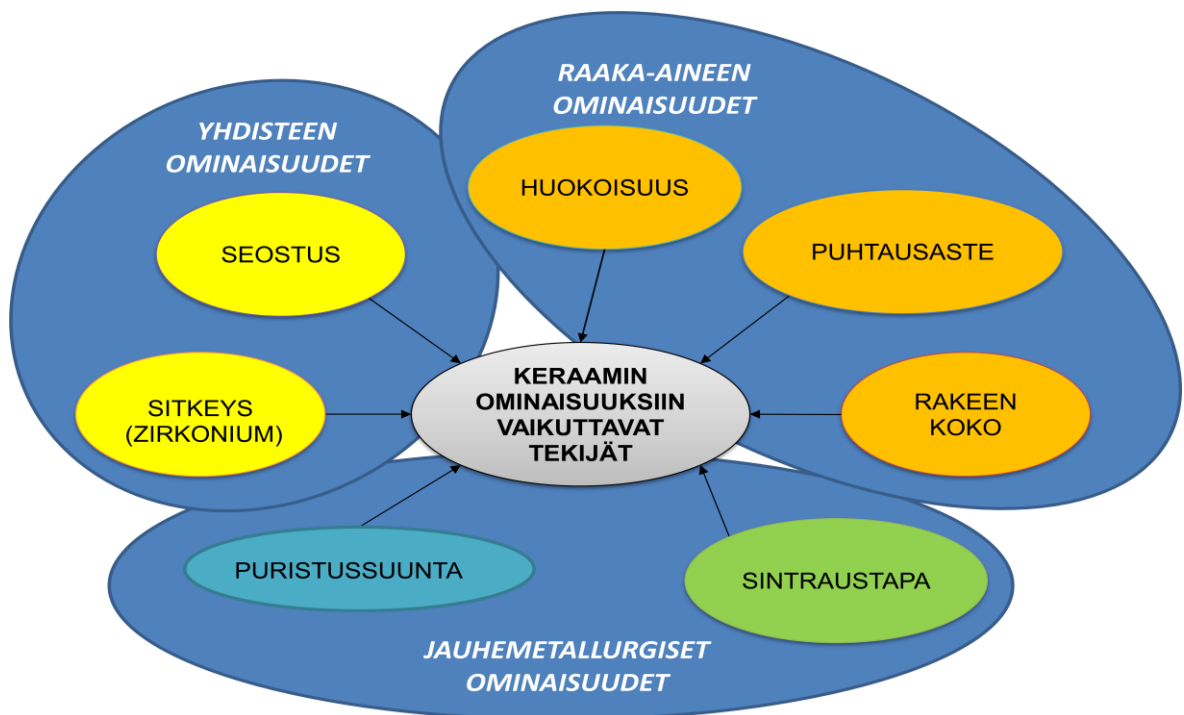 RAAKA-AINEEN
OMINAISUUDET
YHDISTEEN
OMINAISUUDET
HUOKOISUUS
SEOSTUS
PUHTAUSASTE
KERAAMIN
OMINAISUUKSIIN
VAIKUTTAVAT
TEKIJÄT
SITKEYS
(ZIRKONIUM)
RAKEEN
KOKO
PURISTUSSUUNTA
SINTRAUSTAPA
JAUHEMETALLURGISET
OMINAISUUDET